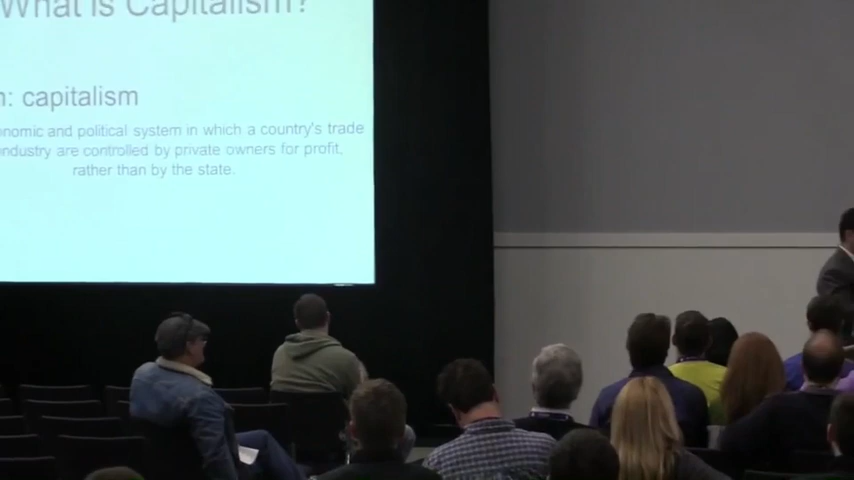 What is Capitalism?
: capitalism
onomic and political system in which a country's trade
industry are controlled by private owners for profit,
rather than by the state.